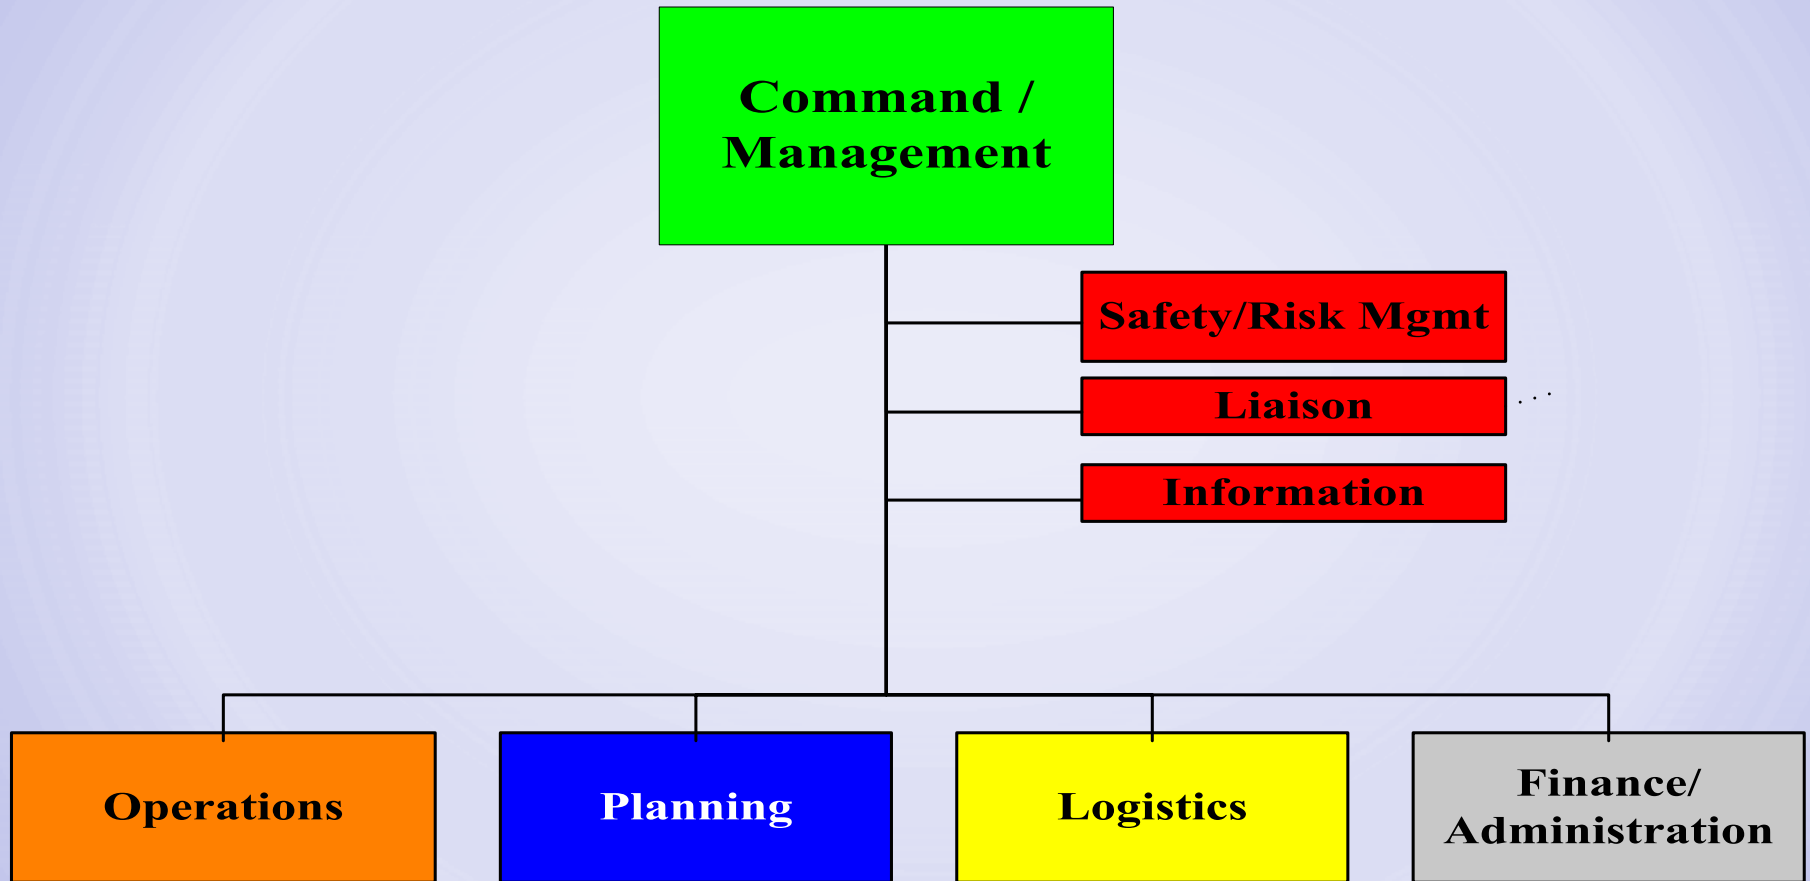 Command /
Management
Safety/Risk Mgmt
Liaison
. . .
Information
Operations
Planning
Logistics
Finance/
Administration